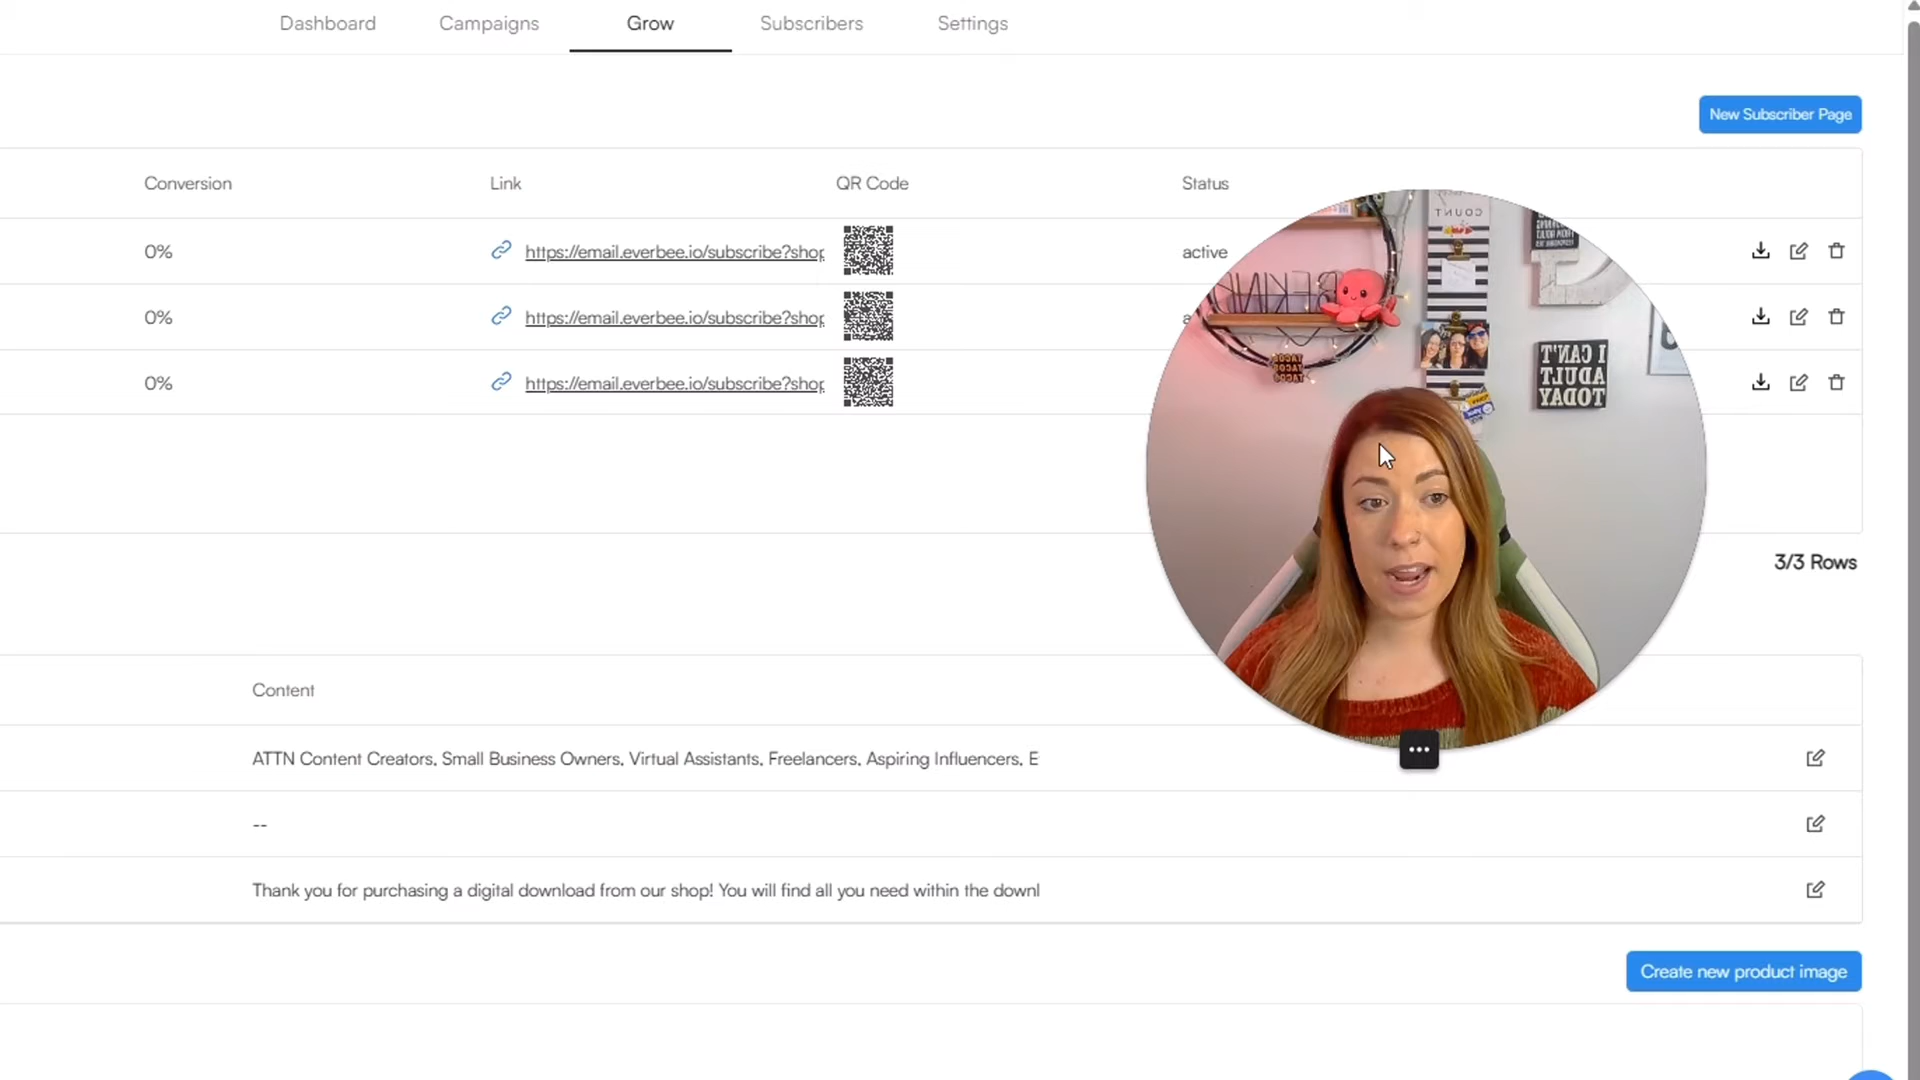 Dashboard Campaigns Grow Subscribers Settings
New Subscriber Page
Conversion Link QR Code Status
0% https://email.everbee.io/subscribe?shop active
0% https://email.everbee.io/subscribe?shop a
0% https://email.everbee.io/subscribe?shop
COUNT
I CAN'T
ADULT
TODAY
3/3 Rows
Content
ATTN Content Creators, Small Business Owners, Virtual Assistants, Freelancers, Aspiring Influencers, E
--
Thank you for purchasing a digital download from our shop! You will find all you need within the downl
Create new product image